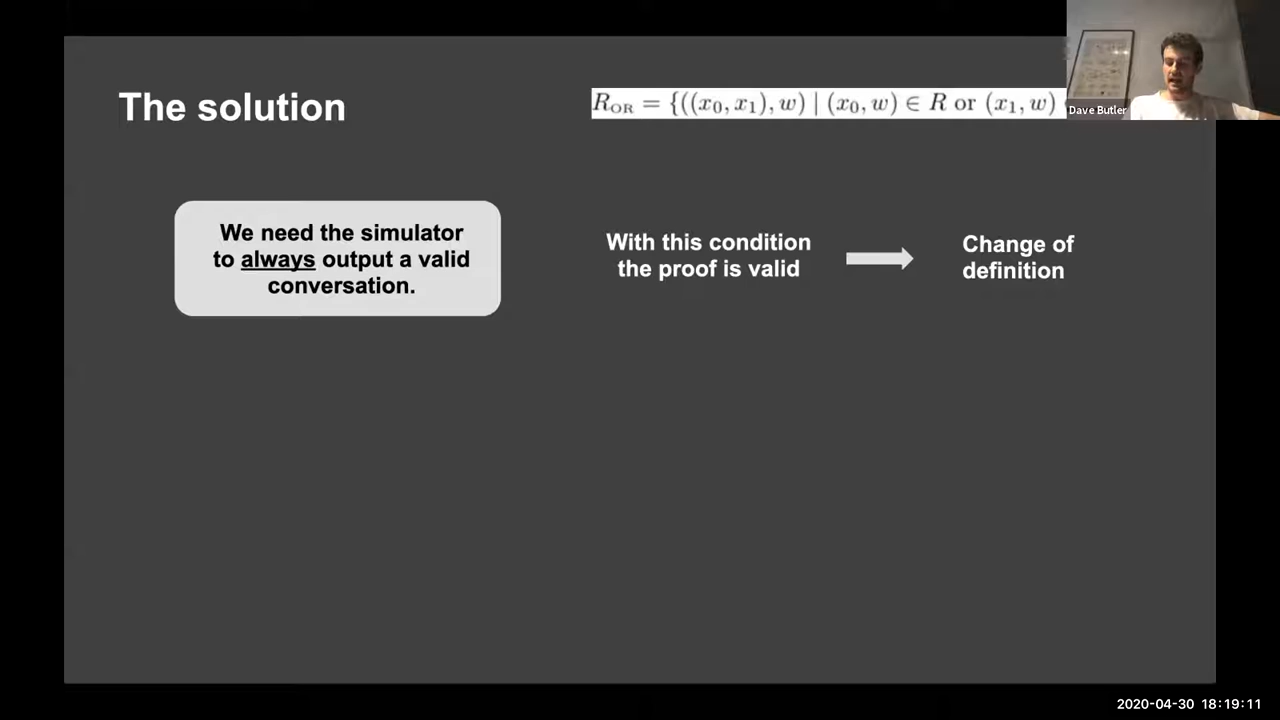 The solution
R_OR = {((x_0, x_1), w) | (x_0, w) ∈ R or (x_1, w)
Dave Butler
We need the simulator
to always output a valid
conversation.
With this condition
the proof is valid
Change of
definition
2020-04-30 18:19:11